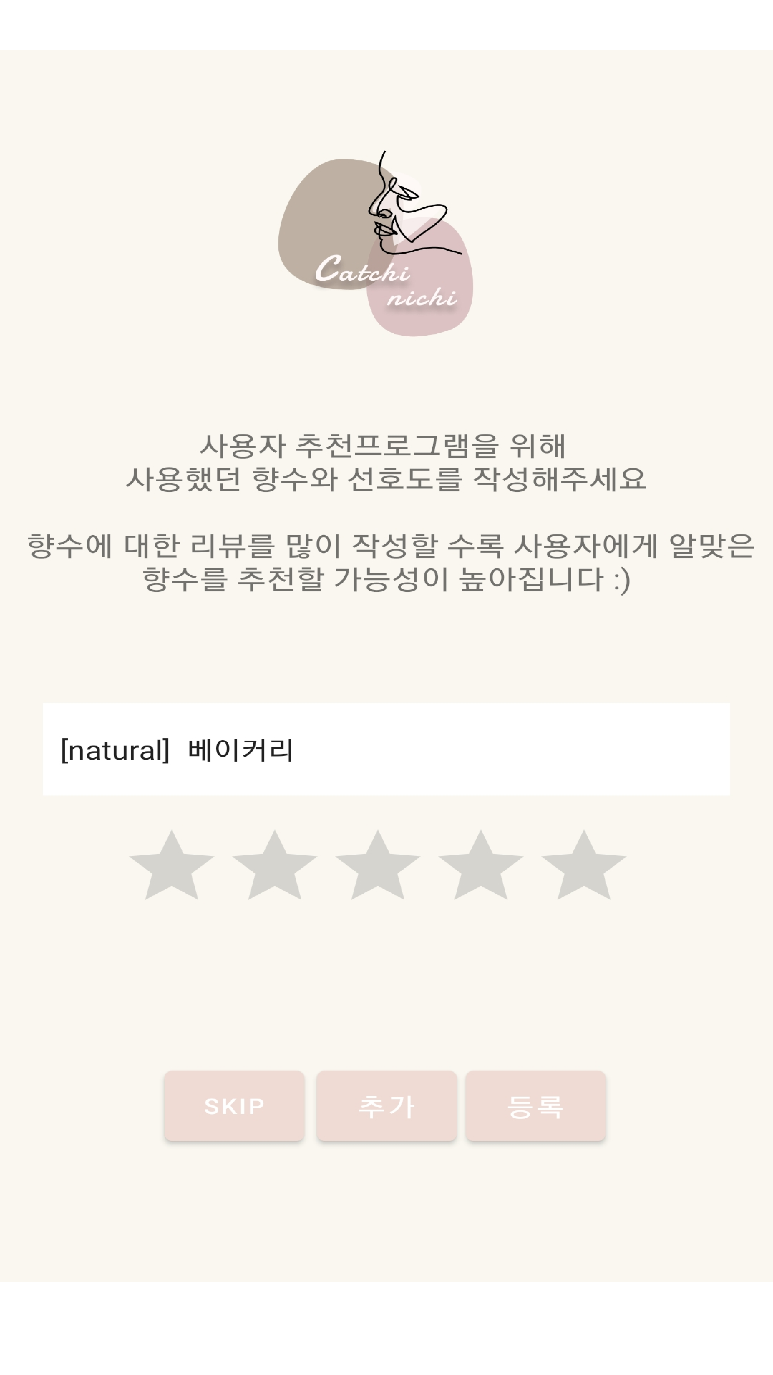 Catchi
nichi
사용자 추천프로그램을 위해
사용했던 향수와 선호도를 작성해주세요
향수에 대한 리뷰를 많이 작성할 수록 사용자에게 알맞은
향수를 추천할 가능성이 높아집니다 :)
[natural] 베이커리
SKIP 추가 등록